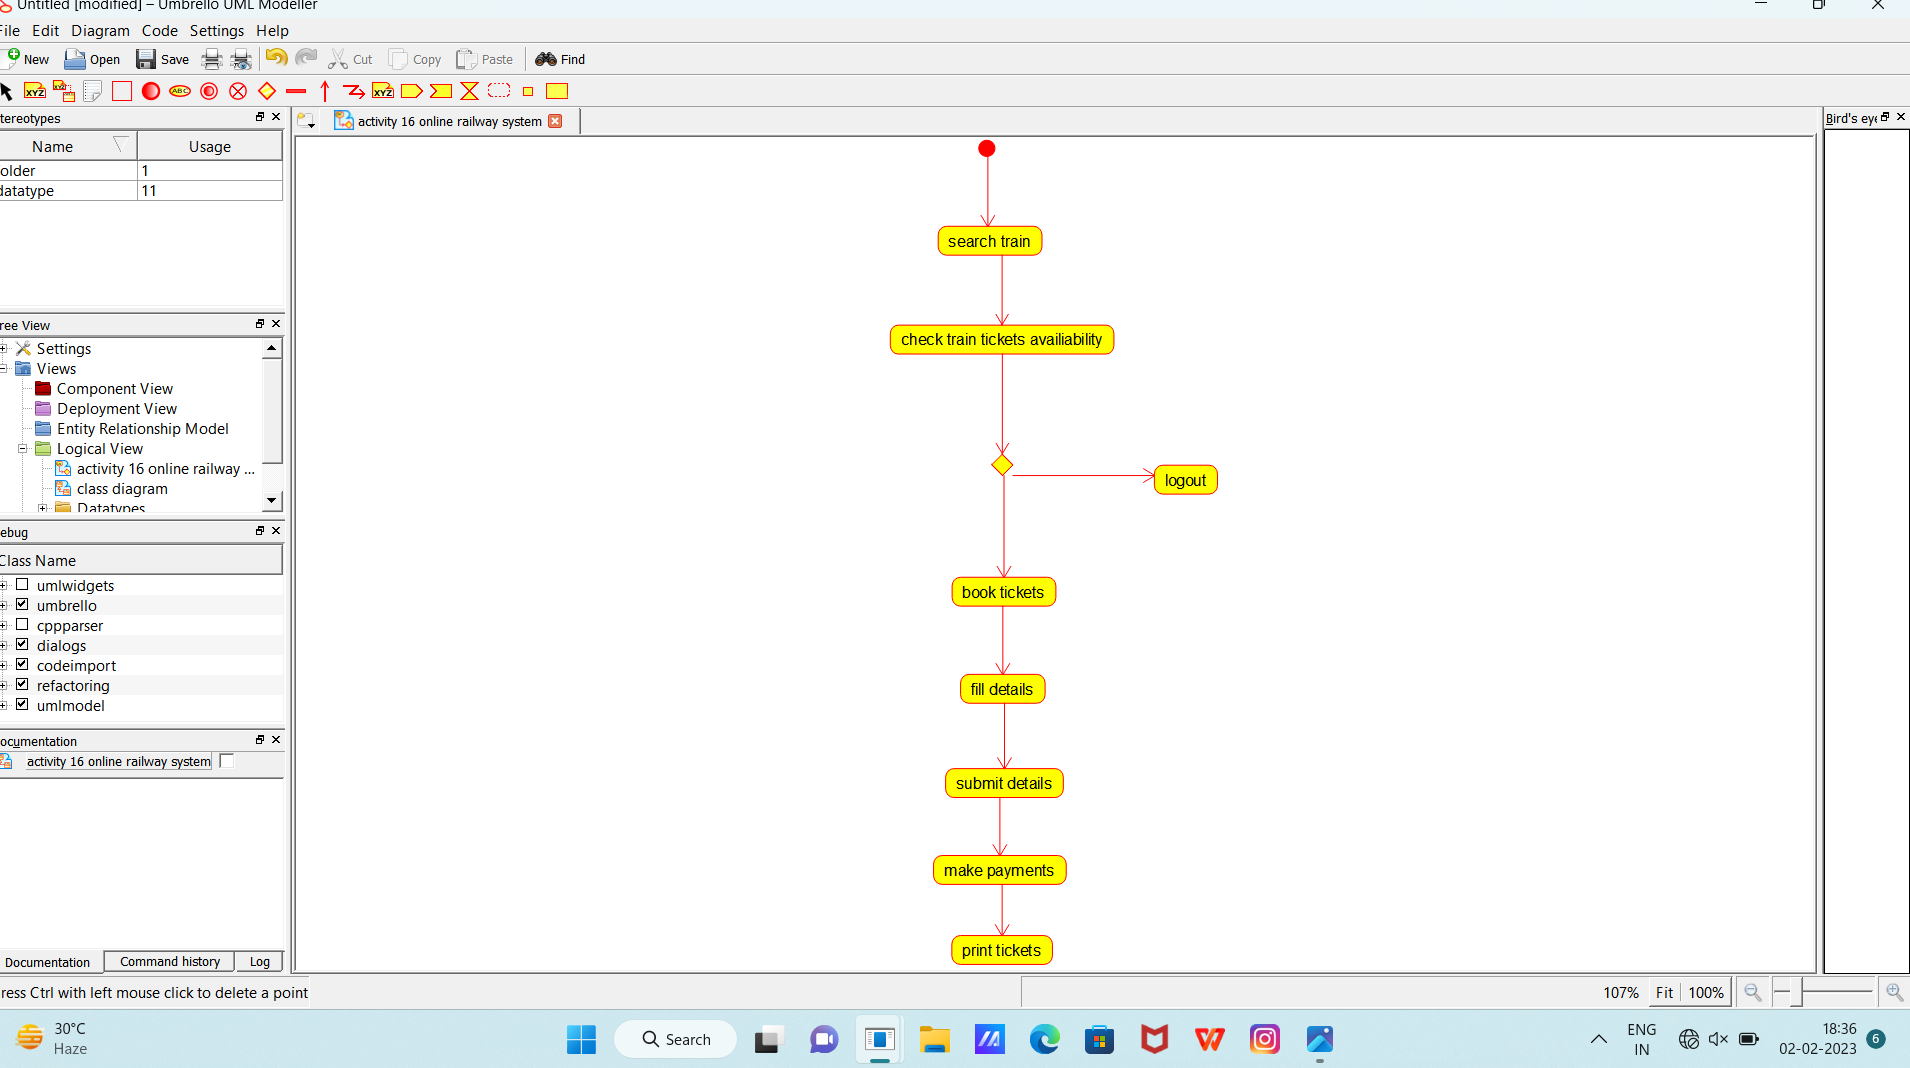 Untitled [modified] – Umbrello UML Modeller
File Edit Diagram Code Settings Help
New Open Save Cut Copy Paste Find
XYZ ABC XYZ
tereotypes
Name Usage
older 1
datatype 11
ree View
Settings
Views
Component View
Deployment View
Entity Relationship Model
Logical View
activity 16 online railway ...
class diagram
Datatypes
ebug
Class Name
umlwidgets
umbrello
cppparser
dialogs
codeimport
refactoring
umlmodel
ocumentation
activity 16 online railway system
Documentation Command history Log
activity 16 online railway system
search train
check train tickets availiability
logout
book tickets
fill details
submit details
make payments
print tickets
Bird's eye
ress Ctrl with left mouse click to delete a point
107% Fit 100%
30°C
Haze
Search
ENG
IN
18:36
02-02-2023
6